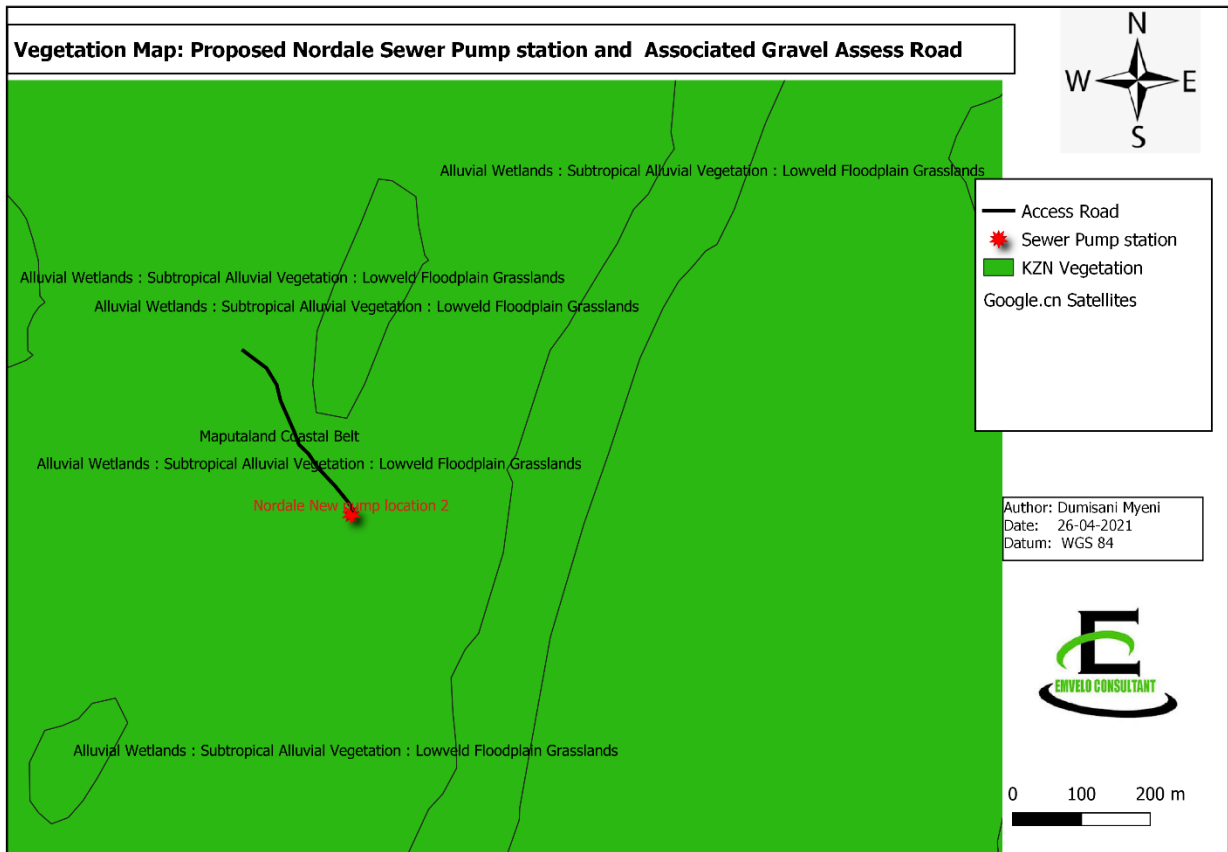 Vegetation Map: Proposed Nordale Sewer Pump station and  Associated Gravel Assess Road
N
W E
S
Alluvial Wetlands : Subtropical Alluvial Vegetation : Lowveld Floodplain Grasslands
Access Road
Sewer Pump station
KZN Vegetation
Google.cn Satellites
Alluvial Wetlands : Subtropical Alluvial Vegetation : Lowveld Floodplain Grasslands
Alluvial Wetlands : Subtropical Alluvial Vegetation : Lowveld Floodplain Grasslands
Maputaland Coastal Belt
Alluvial Wetlands : Subtropical Alluvial Vegetation : Lowveld Floodplain Grasslands
Nordale New pump location 2
Author: Dumisani Myeni
Date: 26-04-2021
Datum: WGS 84
E
EMVELO CONSULTANT
Alluvial Wetlands : Subtropical Alluvial Vegetation : Lowveld Floodplain Grasslands
0 100 200 m